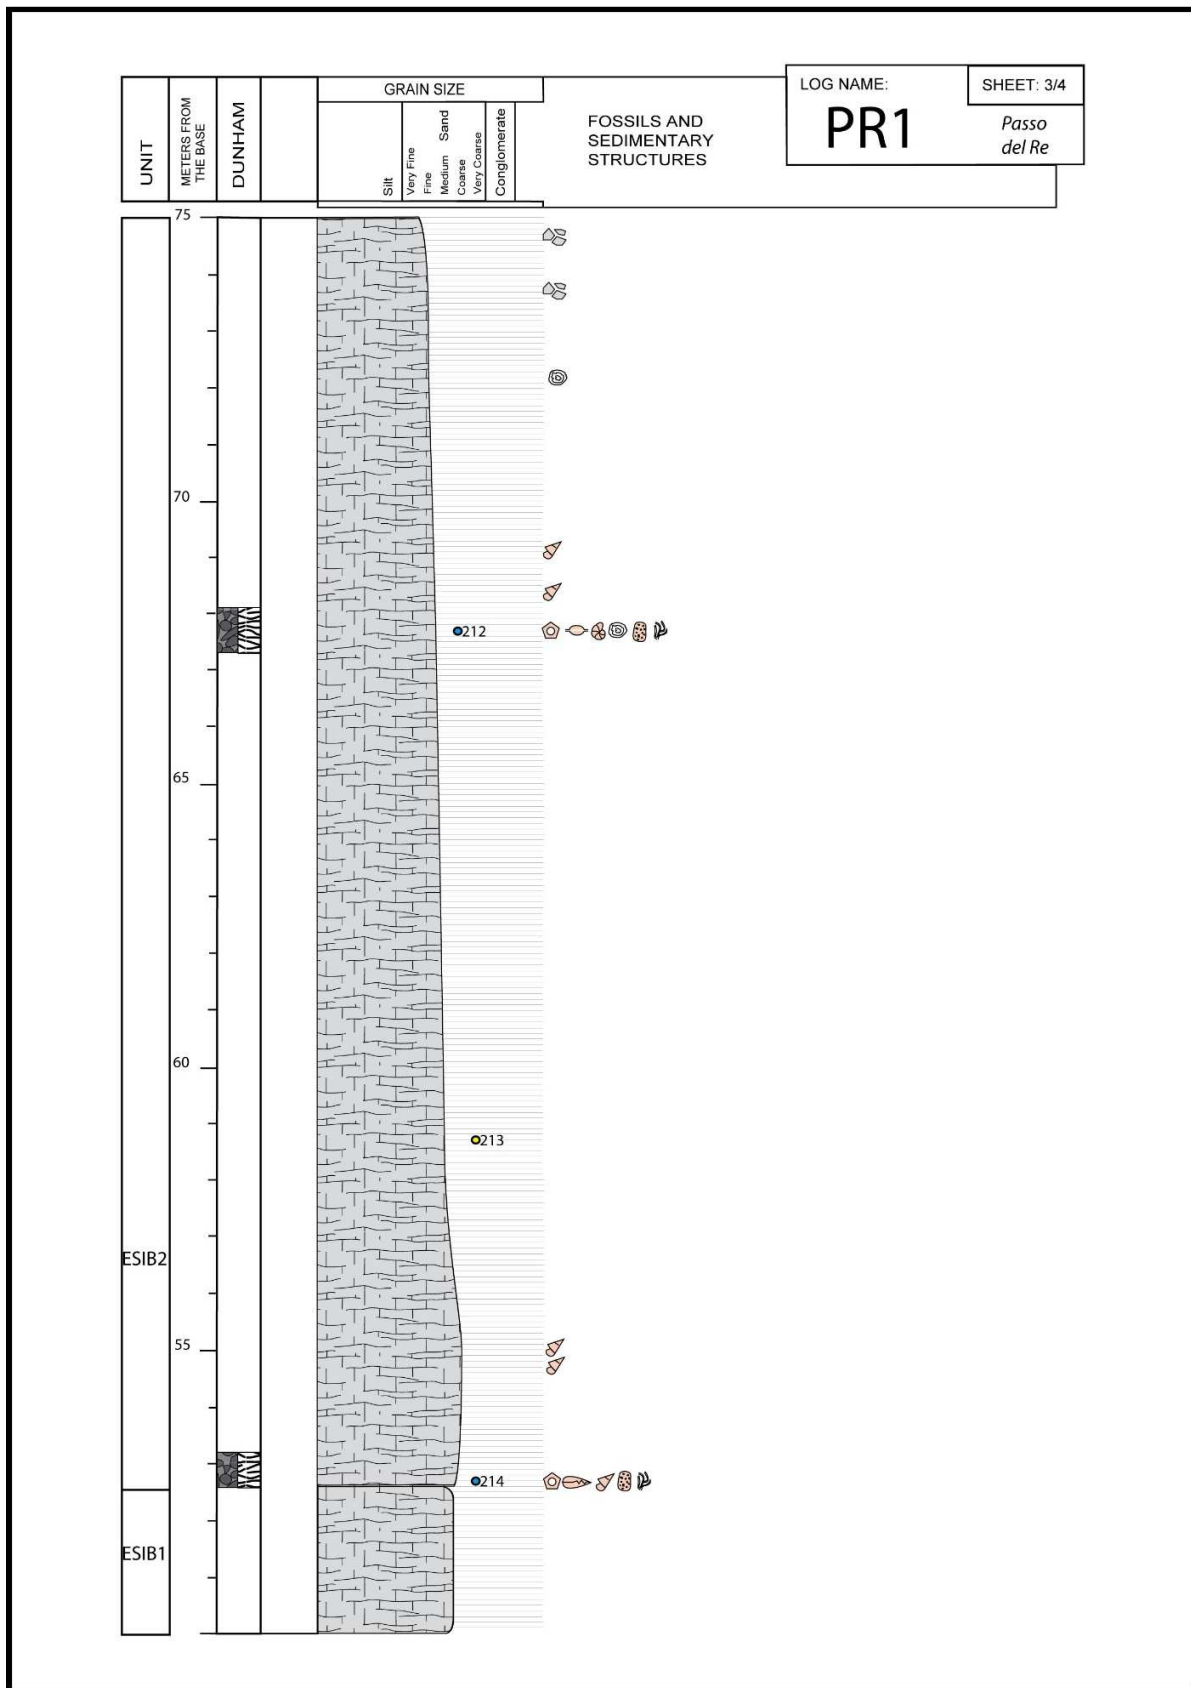 UNIT
METERS FROM
THE BASE
DUNHAM
GRAIN SIZE
Silt
Very Fine
Fine
Medium
Sand
Coarse
Very Coarse
Conglomerate
FOSSILS AND
SEDIMENTARY
STRUCTURES
LOG NAME:
PR1
SHEET: 3/4
Passo
del Re
75
70
212
65
60
213
ESIB2
55
214
ESIB1